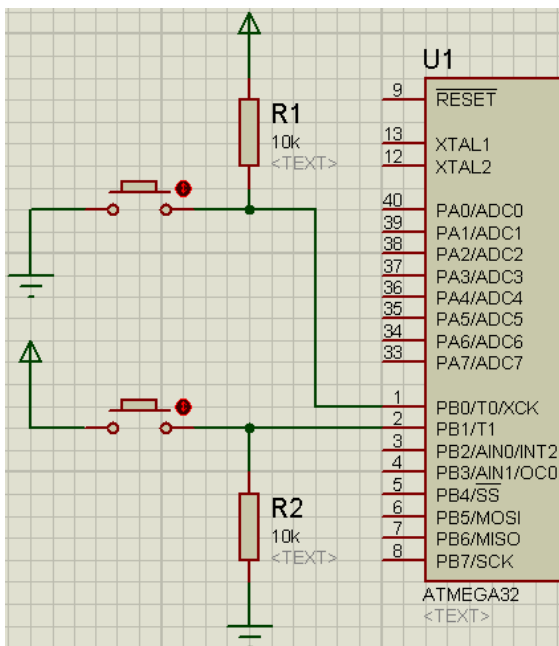 U1
R1
10k
<TEXT>
9
RESET
13
XTAL1
12
XTAL2
40
PA0/ADC0
39
PA1/ADC1
38
PA2/ADC2
37
PA3/ADC3
36
PA4/ADC4
35
PA5/ADC5
34
PA6/ADC6
33
PA7/ADC7
1
PB0/T0/XCK
2
PB1/T1
3
PB2/AIN0/INT2
4
PB3/AIN1/OC0
5
PB4/SS
6
PB5/MOSI
7
PB6/MISO
8
PB7/SCK
R2
10k
<TEXT>
ATMEGA32
<TEXT>